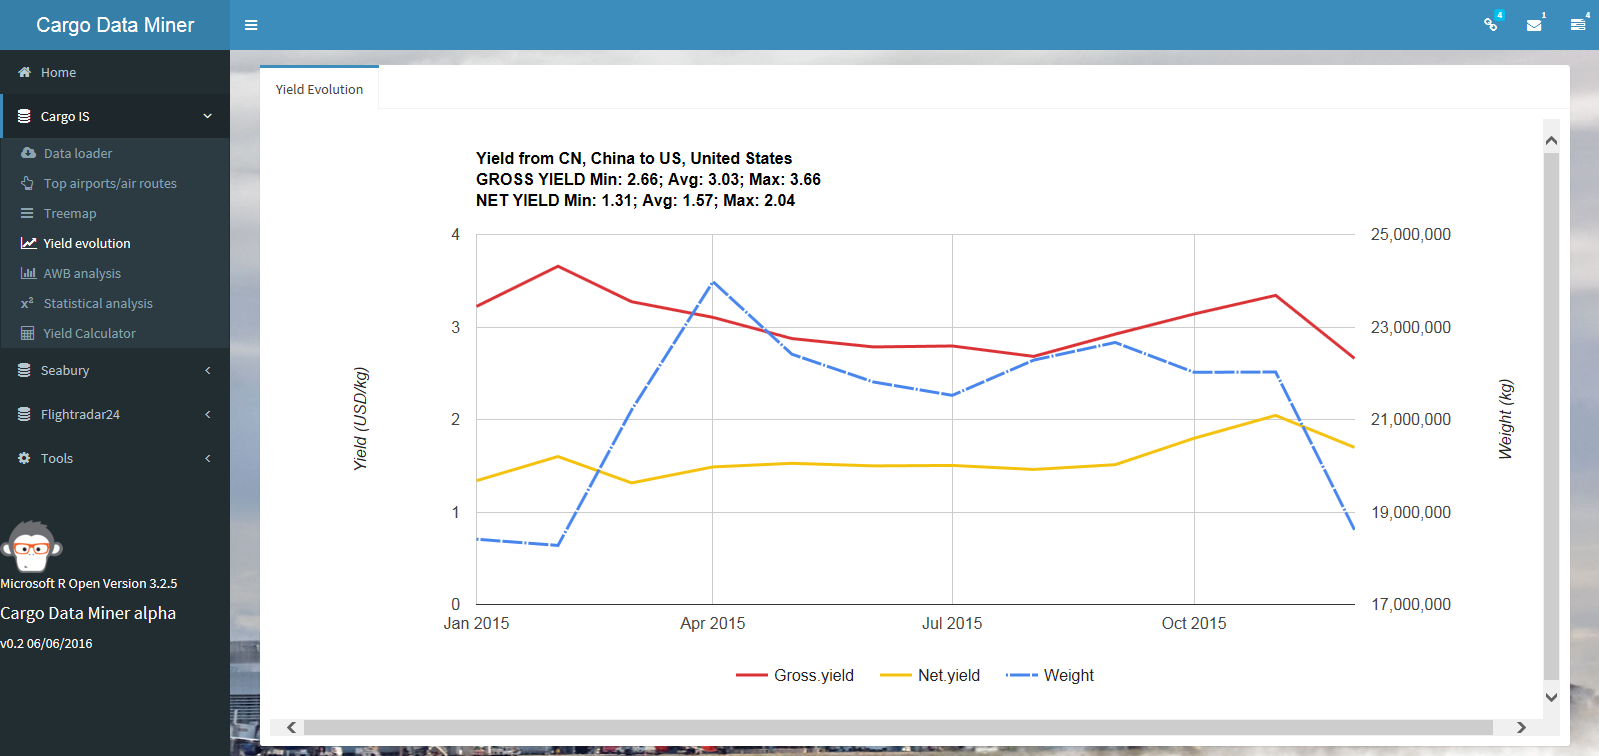 Cargo Data Miner
4
1
4
Home
Cargo IS
Data loader
Top airports/air routes
Treemap
Yield evolution
AWB analysis
x² Statistical analysis
Yield Calculator
Seabury
Flightradar24
Tools
Microsoft R Open Version 3.2.5
Cargo Data Miner alpha
v0.2 06/06/2016
Yield Evolution
Yield from CN, China to US, United States
GROSS YIELD Min: 2.66; Avg: 3.03; Max: 3.66
NET YIELD Min: 1.31; Avg: 1.57; Max: 2.04
4
3
2
1
0
Yield (USD/kg)
25,000,000
23,000,000
21,000,000
19,000,000
17,000,000
Weight (kg)
Jan 2015 Apr 2015 Jul 2015 Oct 2015
Gross.yield Net.yield Weight